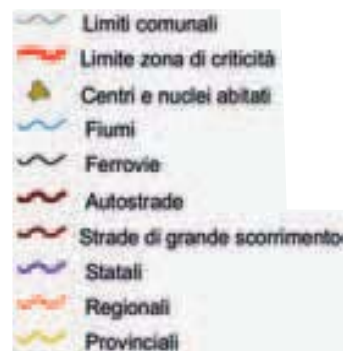 Limiti comunali
Limite zona di criticità
Centri e nuclei abitati
Fiumi
Ferrovie
Autostrade
Strade di grande scorrimento
Statali
Regionali
Provinciali